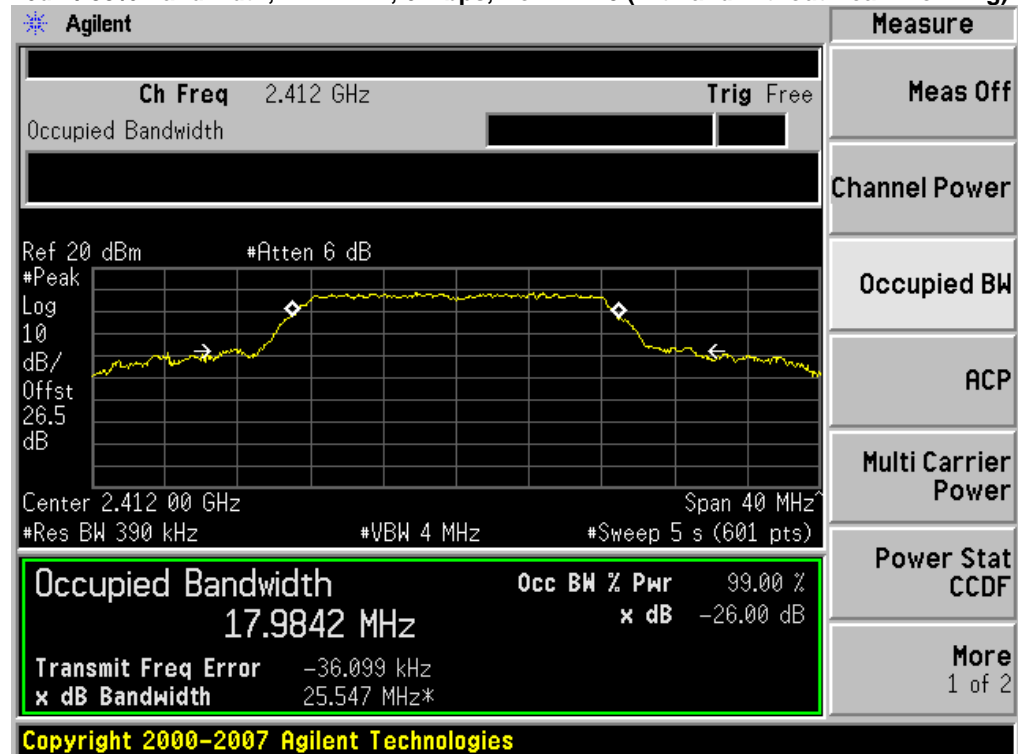 Agilent
Measure
Ch Freq 2.412 GHz Trig Free
Occupied Bandwidth
Meas Off
Channel Power
Occupied BW
ACP
Multi Carrier
Power
Power Stat
CCDF
More
1 of 2
Ref 20 dBm #Atten 6 dB
#Peak
Log
10
dB/
Offst
26.5
dB
Center 2.412 00 GHz Span 40 MHz^
#Res BW 390 kHz #VBW 4 MHz #Sweep 5 s (601 pts)
Occupied Bandwidth Occ BW % Pwr 99.00 %
17.9842 MHz x dB -26.00 dB
Transmit Freq Error -36.099 kHz
x dB Bandwidth 25.547 MHz*
Copyright 2000-2007 Agilent Technologies